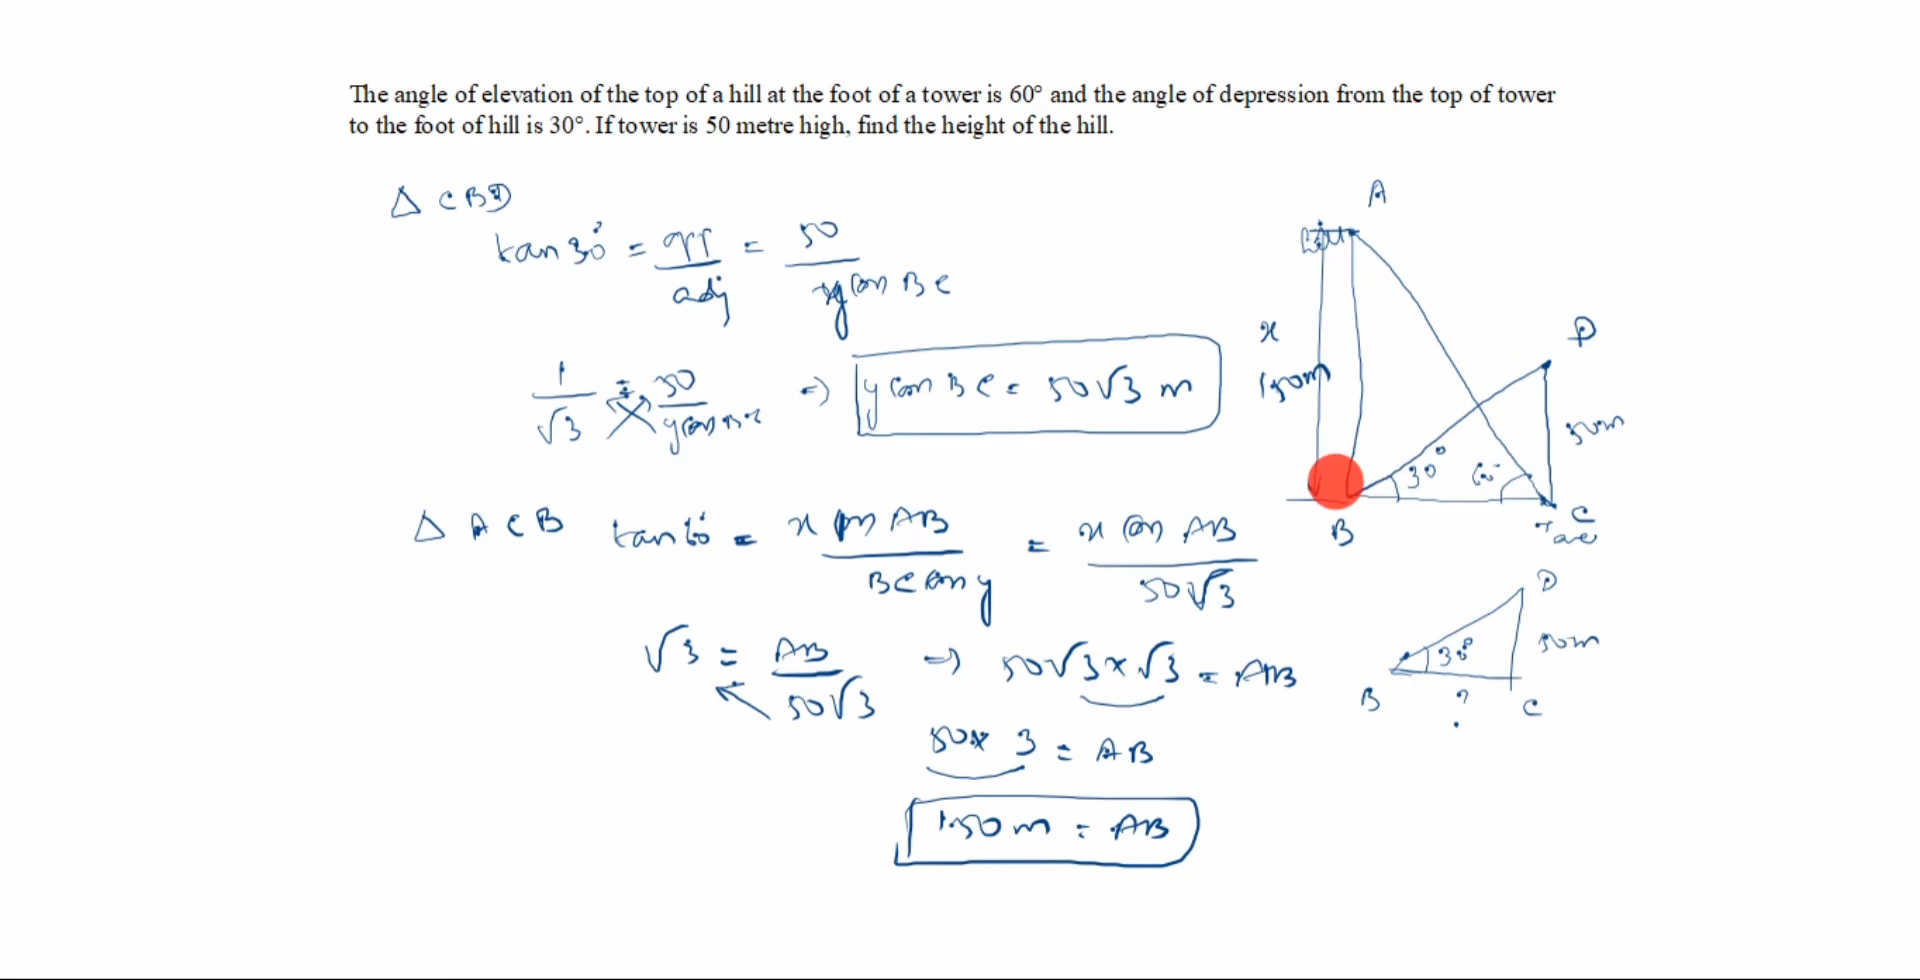 The angle of elevation of the top of a hill at the foot of a tower is 60° and the angle of depression from the top of tower
to the foot of hill is 30°. If tower is 50 metre high, find the height of the hill.
△ CBD
tan 30° = opp/adj = 50/y (or) BC
1/√3 = 50/y (or) BC ⇒ y (or) BC = 50√3 m
△ ACB tan 60° = x (or) AB/BC (or) y = x (or) AB/50√3
√3 = AB/50√3 ⇒ 50√3 × √3 = AB
50 × 3 = AB
150 m = AB
A
Hill
x
150m
D
50m
30°
60°
B
C
D
50m
30°
B
?
C